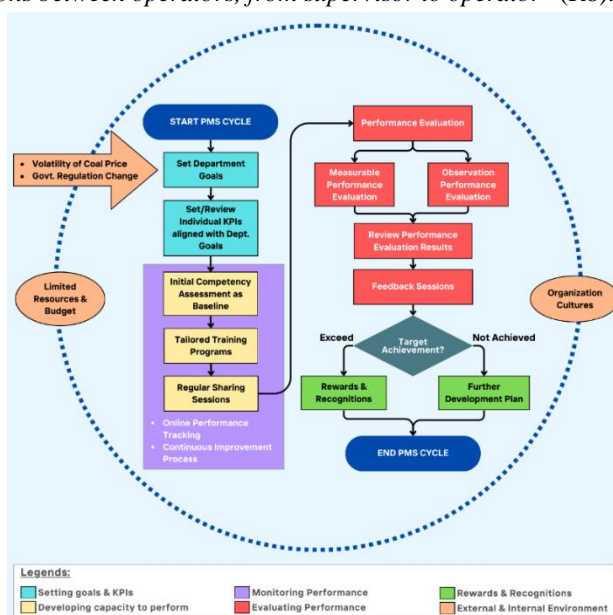 ons between operators, from supervisor to operator" (R8).
START PMS CYCLE
• Volatility of Coal Price
• Govt. Regulation Change
Set Department
Goals
Set/Review
Individual KPIs
aligned with Dept.
Goals
Limited
Resources &
Budget
Initial Competency
Assessment as
Baseline
Tailored Training
Programs
Regular Sharing
Sessions
• Online Performance
Tracking
• Continuous Improvement
Process
Performance Evaluation
Measurable
Performance
Evaluation
Observation
Performance
Evaluation
Review Performance
Evaluation Results
Feedback Sessions
Organization
Cultures
Exceed
Target
Achievement?
Not Achieved
Rewards &
Recognitions
Further
Development Plan
END PMS CYCLE
Legends:
Setting goals & KPIs
Monitoring Performance
Rewards & Recognitions
Developing capacity to perform
Evaluating Performance
External & Internal Environment